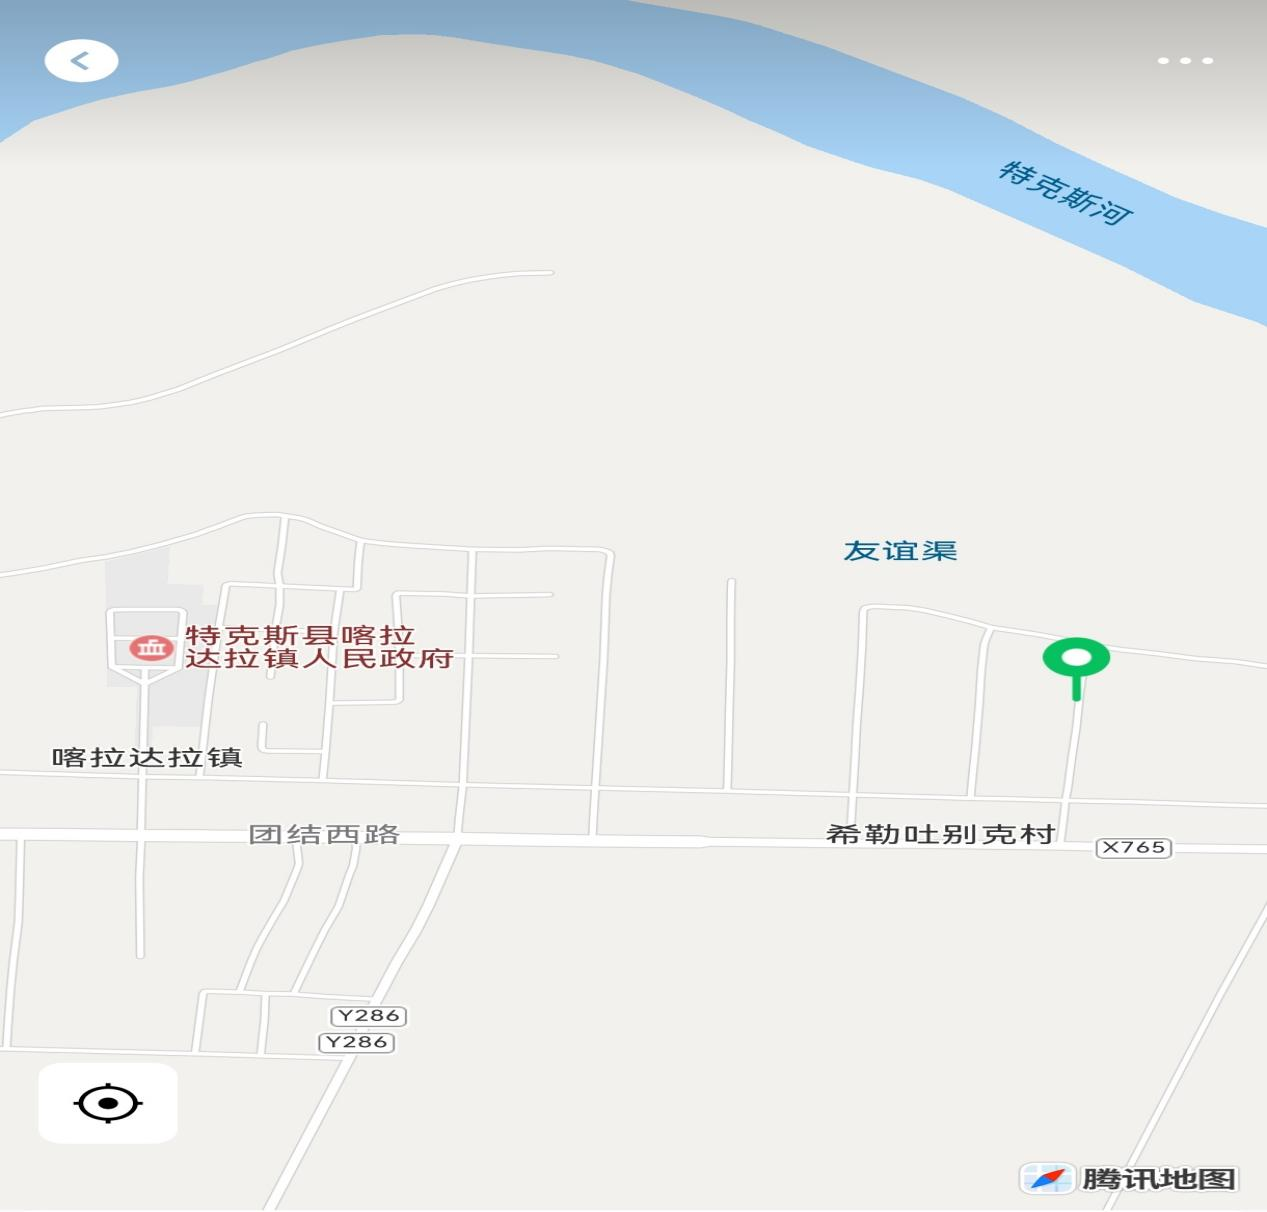 特克斯河
友谊渠
特克斯县喀拉
达拉镇人民政府
喀拉达拉镇
团结西路
希勒吐别克村
X765
Y286
Y286
腾讯地图